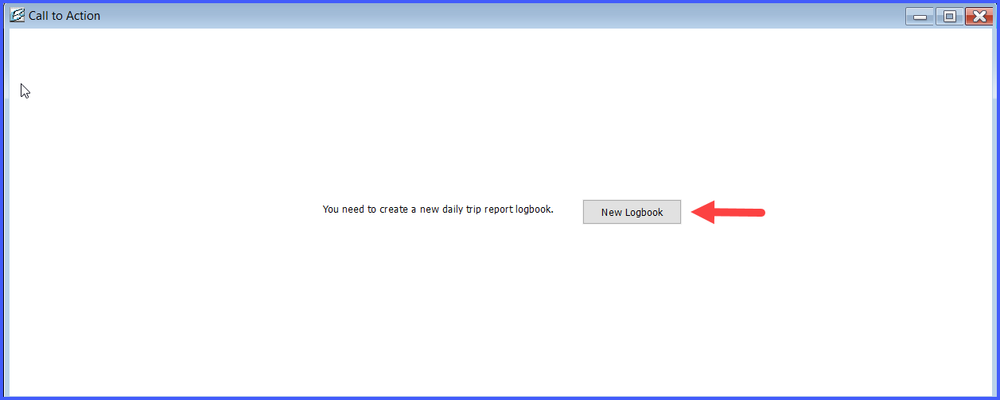 Call to Action
You need to create a new daily trip report logbook.
New Logbook